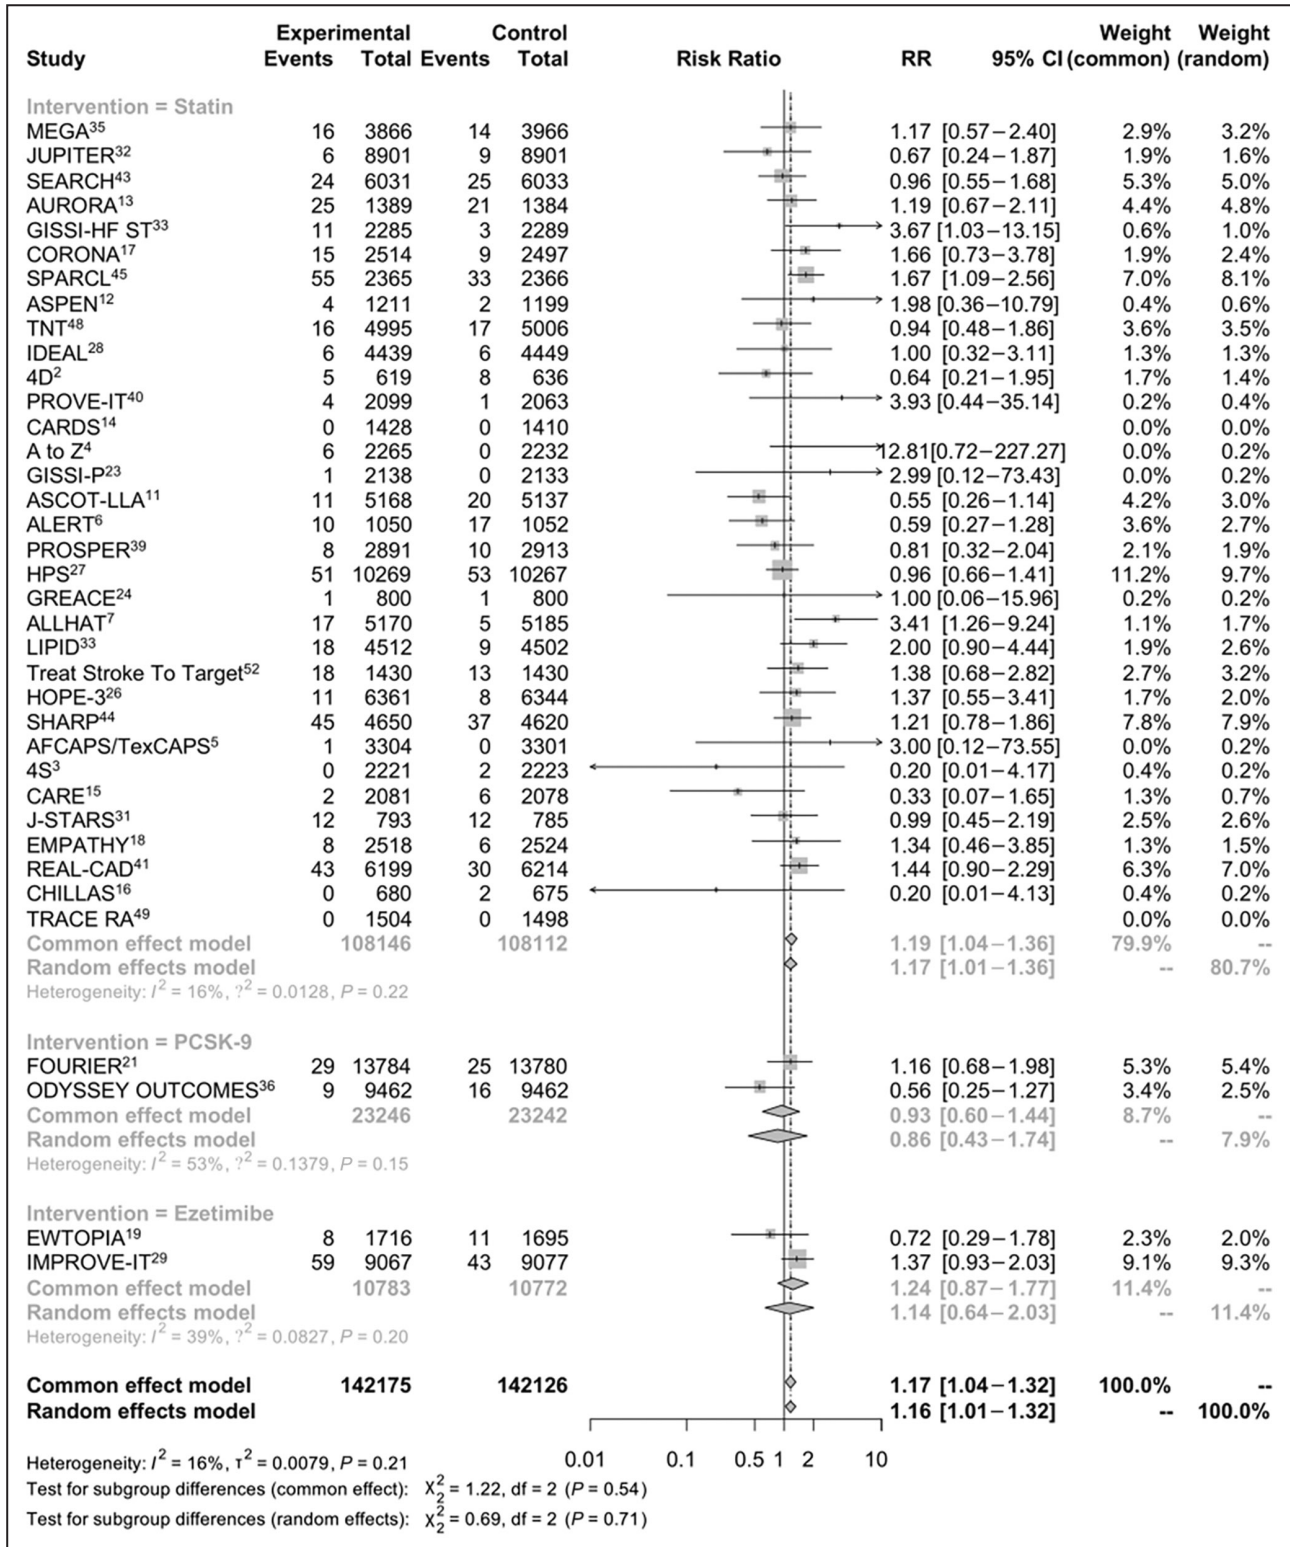 Experimental Control Weight Weight
Study Events Total Events Total Risk Ratio RR 95% CI (common) (random)
Intervention = Statin
MEGA35 16 3866 14 3966 1.17 [0.57−2.40] 2.9% 3.2%
JUPITER32 6 8901 9 8901 0.67 [0.24−1.87] 1.9% 1.6%
SEARCH43 24 6031 25 6033 0.96 [0.55−1.68] 5.3% 5.0%
AURORA13 25 1389 21 1384 1.19 [0.67−2.11] 4.4% 4.8%
GISSI-HF ST33 11 2285 3 2289 3.67 [1.03−13.15] 0.6% 1.0%
CORONA17 15 2514 9 2497 1.66 [0.73−3.78] 1.9% 2.4%
SPARCL45 55 2365 33 2366 1.67 [1.09−2.56] 7.0% 8.1%
ASPEN12 4 1211 2 1199 1.98 [0.36−10.79] 0.4% 0.6%
TNT48 16 4995 17 5006 0.94 [0.48−1.86] 3.6% 3.5%
IDEAL28 6 4439 6 4449 1.00 [0.32−3.11] 1.3% 1.3%
4D2 5 619 8 636 0.64 [0.21−1.95] 1.7% 1.4%
PROVE-IT40 4 2099 1 2063 3.93 [0.44−35.14] 0.2% 0.4%
CARDS14 0 1428 0 1410 0.0% 0.0%
A to Z4 6 2265 0 2232 12.81[0.72−227.27] 0.0% 0.2%
GISSI-P23 1 2138 0 2133 2.99 [0.12−73.43] 0.0% 0.2%
ASCOT-LLA11 11 5168 20 5137 0.55 [0.26−1.14] 4.2% 3.0%
ALERT6 10 1050 17 1052 0.59 [0.27−1.28] 3.6% 2.7%
PROSPER39 8 2891 10 2913 0.81 [0.32−2.04] 2.1% 1.9%
HPS27 51 10269 53 10267 0.96 [0.66−1.41] 11.2% 9.7%
GREACE24 1 800 1 800 1.00 [0.06−15.96] 0.2% 0.2%
ALLHAT7 17 5170 5 5185 3.41 [1.26−9.24] 1.1% 1.7%
LIPID33 18 4512 9 4502 2.00 [0.90−4.44] 1.9% 2.6%
Treat Stroke To Target52 18 1430 13 1430 1.38 [0.68−2.82] 2.7% 3.2%
HOPE-326 11 6361 8 6344 1.37 [0.55−3.41] 1.7% 2.0%
SHARP44 45 4650 37 4620 1.21 [0.78−1.86] 7.8% 7.9%
AFCAPS/TexCAPS5 1 3304 0 3301 3.00 [0.12−73.55] 0.0% 0.2%
4S3 0 2221 2 2223 0.20 [0.01−4.17] 0.4% 0.2%
CARE15 2 2081 6 2078 0.33 [0.07−1.65] 1.3% 0.7%
J-STARS31 12 793 12 785 0.99 [0.45−2.19] 2.5% 2.6%
EMPATHY18 8 2518 6 2524 1.34 [0.46−3.85] 1.3% 1.5%
REAL-CAD41 43 6199 30 6214 1.44 [0.90−2.29] 6.3% 7.0%
CHILLAS16 0 680 2 675 0.20 [0.01−4.13] 0.4% 0.2%
TRACE RA49 0 1504 0 1498 0.0% 0.0%
Common effect model 108146 108112 1.19 [1.04−1.36] 79.9% --
Random effects model 1.17 [1.01−1.36] -- 80.7%
Heterogeneity: I2 = 16%, ?2 = 0.0128, P = 0.22
Intervention = PCSK-9
FOURIER21 29 13784 25 13780 1.16 [0.68−1.98] 5.3% 5.4%
ODYSSEY OUTCOMES36 9 9462 16 9462 0.56 [0.25−1.27] 3.4% 2.5%
Common effect model 23246 23242 0.93 [0.60−1.44] 8.7% --
Random effects model 0.86 [0.43−1.74] -- 7.9%
Heterogeneity: I2 = 53%, ?2 = 0.1379, P = 0.15
Intervention = Ezetimibe
EWTOPIA19 8 1716 11 1695 0.72 [0.29−1.78] 2.3% 2.0%
IMPROVE-IT29 59 9067 43 9077 1.37 [0.93−2.03] 9.1% 9.3%
Common effect model 10783 10772 1.24 [0.87−1.77] 11.4% --
Random effects model 1.14 [0.64−2.03] -- 11.4%
Heterogeneity: I2 = 39%, ?2 = 0.0827, P = 0.20
Common effect model 142175 142126 1.17 [1.04−1.32] 100.0% --
Random effects model 1.16 [1.01−1.32] -- 100.0%
0.01 0.1 0.5 1 2 10
Heterogeneity: I2 = 16%, τ2 = 0.0079, P = 0.21
Test for subgroup differences (common effect): χ22 = 1.22, df = 2 (P = 0.54)
Test for subgroup differences (random effects): χ22 = 0.69, df = 2 (P = 0.71)